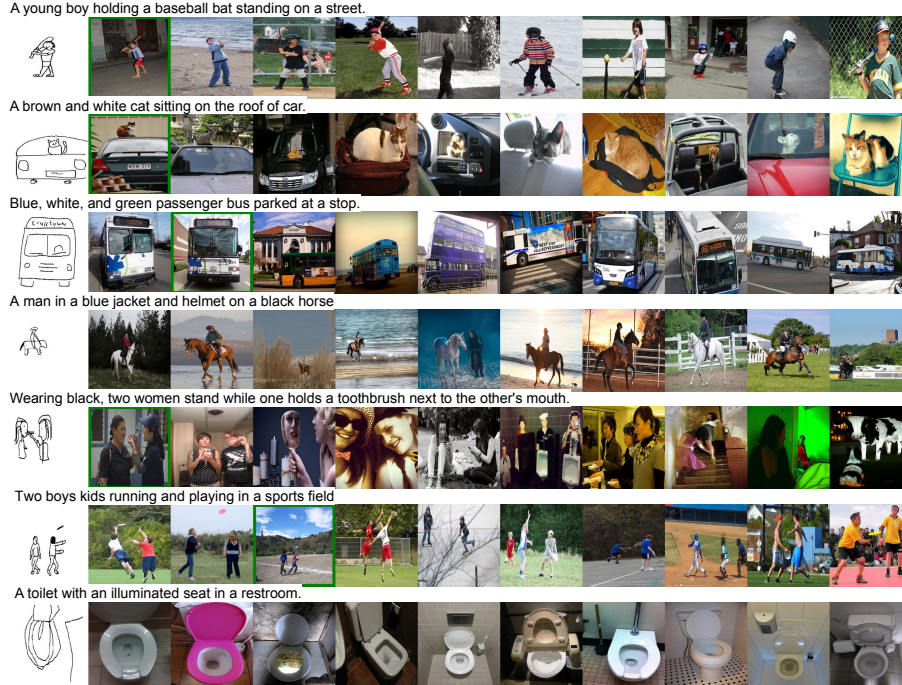 A young boy holding a baseball bat standing on a street.
A brown and white cat sitting on the roof of car.
Blue, white, and green passenger bus parked at a stop.
A man in a blue jacket and helmet on a black horse
Wearing black, two women stand while one holds a toothbrush next to the other's mouth.
Two boys kids running and playing in a sports field
A toilet with an illuminated seat in a restroom.